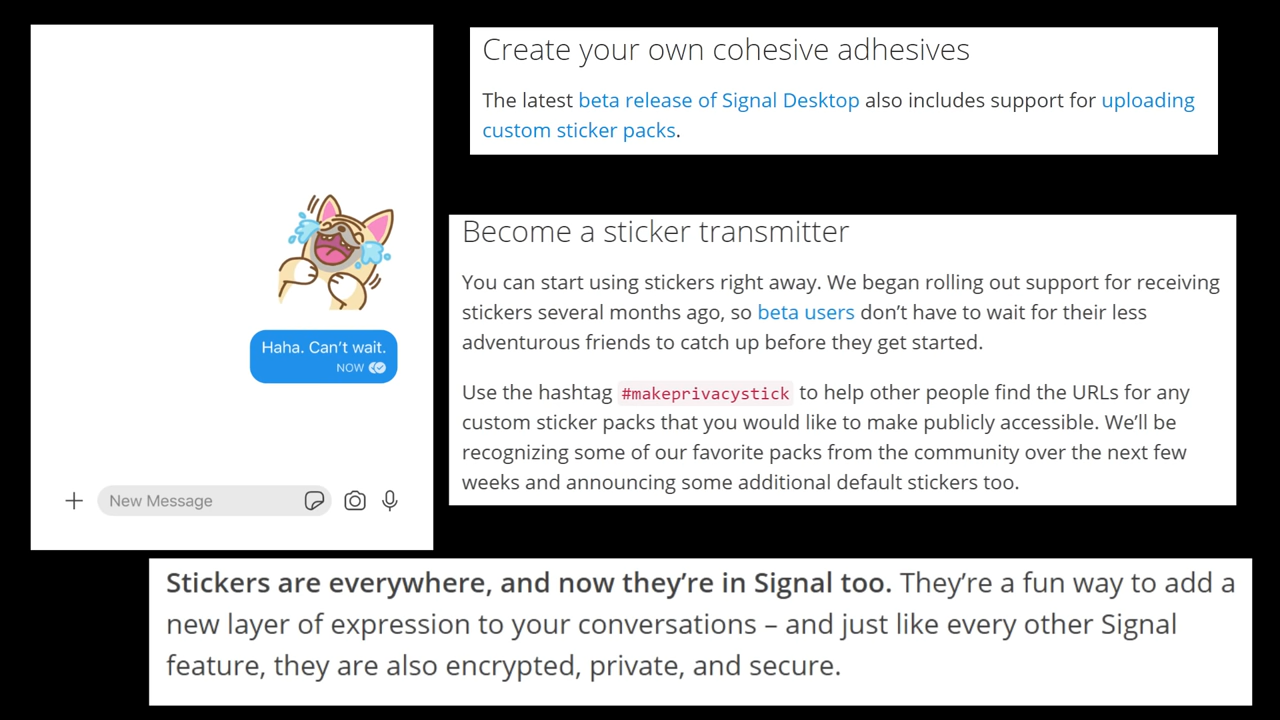 Create your own cohesive adhesives
The latest beta release of Signal Desktop also includes support for uploading
custom sticker packs.
Haha. Can’t wait.
NOW
New Message
Become a sticker transmitter
You can start using stickers right away. We began rolling out support for receiving
stickers several months ago, so beta users don’t have to wait for their less
adventurous friends to catch up before they get started.
Use the hashtag #makeprivacystick to help other people find the URLs for any
custom sticker packs that you would like to make publicly accessible. We’ll be
recognizing some of our favorite packs from the community over the next few
weeks and announcing some additional default stickers too.
Stickers are everywhere, and now they’re in Signal too. They’re a fun way to add a
new layer of expression to your conversations – and just like every other Signal
feature, they are also encrypted, private, and secure.